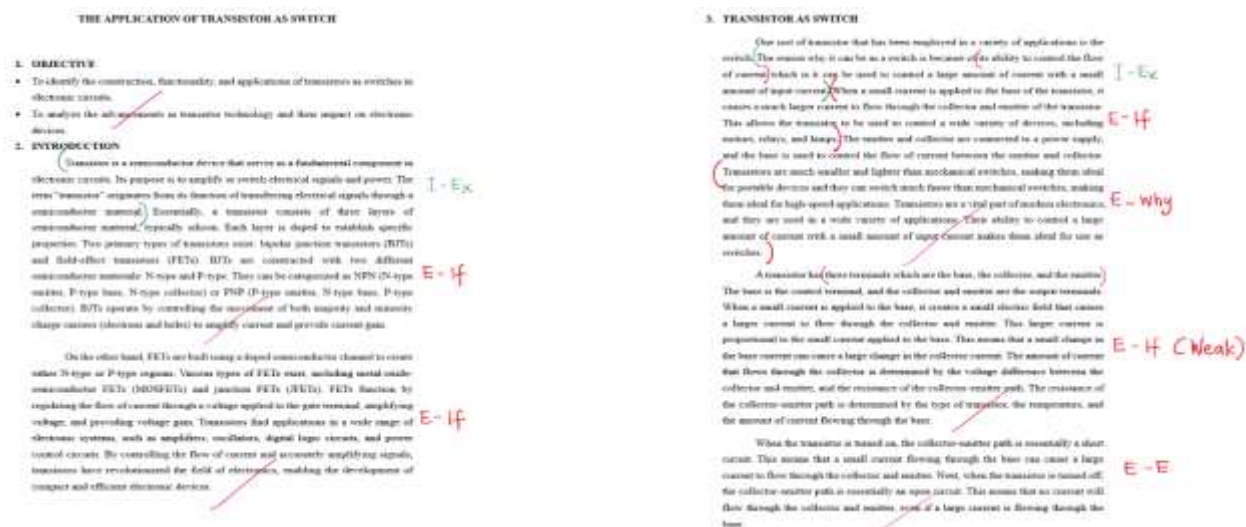 THE APPLICATION OF TRANSISTOR AS SWITCH
1. OBJECTIVE
• To identify the construction, functionality, and applications of transistors as switches in
electronic circuits.
• To analyze the advancements in transistor technology and their impact on electronic
devices.
2. INTRODUCTION
Transistor is a semiconductor device that serves as a fundamental component in
electronic circuits. Its purpose is to amplify or switch electrical signals and power. The
term "transistor" originates from its function of transferring electrical signals through a
semiconductor material. Essentially, a transistor consists of three layers of
semiconductor material, typically silicon. Each layer is doped to establish specific
properties. Two primary types of transistors exist: bipolar junction transistors (BJTs)
and field-effect transistors (FETs). BJTs are constructed with two different
semiconductor materials: N-type and P-type. They can be categorized as NPN (N-type
emitter, P-type base, N-type collector) or PNP (P-type emitter, N-type base, P-type
collector). BJTs operate by controlling the movement of both majority and minority
charge carriers (electrons and holes) to amplify current and provide current gain.
I - Ex
E - If
On the other hand, FETs are built using a doped semiconductor channel to create
either N-type or P-type regions. Various types of FETs exist, including metal-oxide-
semiconductor FETs (MOSFETs) and junction FETs (JFETs). FETs function by
regulating the flow of current through a voltage applied to the gate terminal, amplifying
voltage, and providing voltage gain. Transistors find applications in a wide range of
electronic systems, such as amplifiers, oscillators, digital logic circuits, and power
control circuits. By controlling the flow of current and accurately amplifying signals,
transistors have revolutionized the field of electronics, enabling the development of
compact and efficient electronic devices.
E - If
3. TRANSISTOR AS SWITCH
One sort of transistor that has been employed in a variety of applications is the
switch. The reason why it can be as a switch is because of its ability to control the flow
of current which is it can be used to control a large amount of current with a small
amount of input current. When a small current is applied to the base of the transistor, it
causes a much larger current to flow through the collector and emitter of the transistor.
This allows the transistor to be used to control a wide variety of devices, including
motors, relays, and lamps. The emitter and collector are connected to a power supply,
and the base is used to control the flow of current between the emitter and collector.
Transistors are much smaller and lighter than mechanical switches, making them ideal
for portable devices and they can switch much faster than mechanical switches, making
them ideal for high-speed applications. Transistors are a vital part of modern electronics,
and they are used in a wide variety of applications. Their ability to control a large
amount of current with a small amount of input current makes them ideal for use as
switches.
I - Ex
E - If
E - Why
A transistor has three terminals which are the base, the collector, and the emitter.
The base is the control terminal, and the collector and emitter are the output terminals.
When a small current is applied to the base, it creates a small electric field that causes
a larger current to flow through the collector and emitter. This larger current is
proportional to the small current applied to the base. This means that a small change in
the base current can cause a large change in the collector current. The amount of current
that flows through the collector is determined by the voltage difference between the
collector and emitter, and the resistance of the collector-emitter path. The resistance of
the collector-emitter path is determined by the type of transistor, the temperature, and
the amount of current flowing through the base.
E - If (Weak)
When the transistor is turned on, the collector-emitter path is essentially a short
circuit. This means that a small current flowing through the base can cause a large
current to flow through the collector and emitter. Next, when the transistor is turned off,
the collector-emitter path is essentially an open circuit. This means that no current will
flow through the collector and emitter, even if a large current is flowing through the
base.
E - E